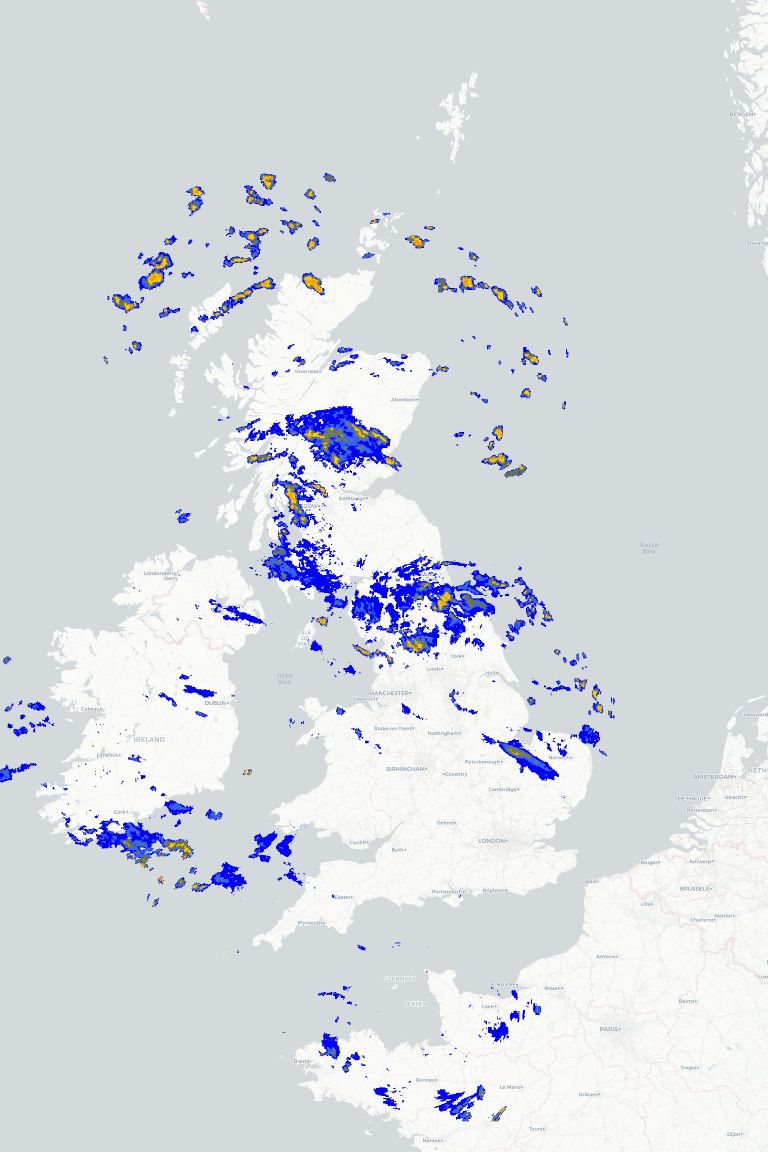 BERGEN
Inverness
Aberdeen
Edinburgh
North
Sea
Londonderry/
Derry
ISLE
OF
MAN
York
Leeds
Hull
Irish
Sea
MANCHESTER
Liverpool
DUBLIN
Galway
Stoke-on-Trent
Nottingham
IRELAND
Limerick
Norwich
Peterborough
BIRMINGHAM
Coventry
Cambridge
AMSTERDAM
NETH
THE HAGUE
Utrecht
Rotterdam
Cork
Oxford
Cardiff
Bath
LONDON
Bruges
Antwerp
Calais
BRUSSELS
Exeter
Portsmouth
Brighton
Plymouth
Lille
Namur
Charleroi
Amiens
GUERNSEY
LE HAVRE
Rouen
JERSEY
Caen
Reims
PARIS
Brest
Troyes
Rennes
Le Mans
Orléans
Tours
Nantes
Dijon